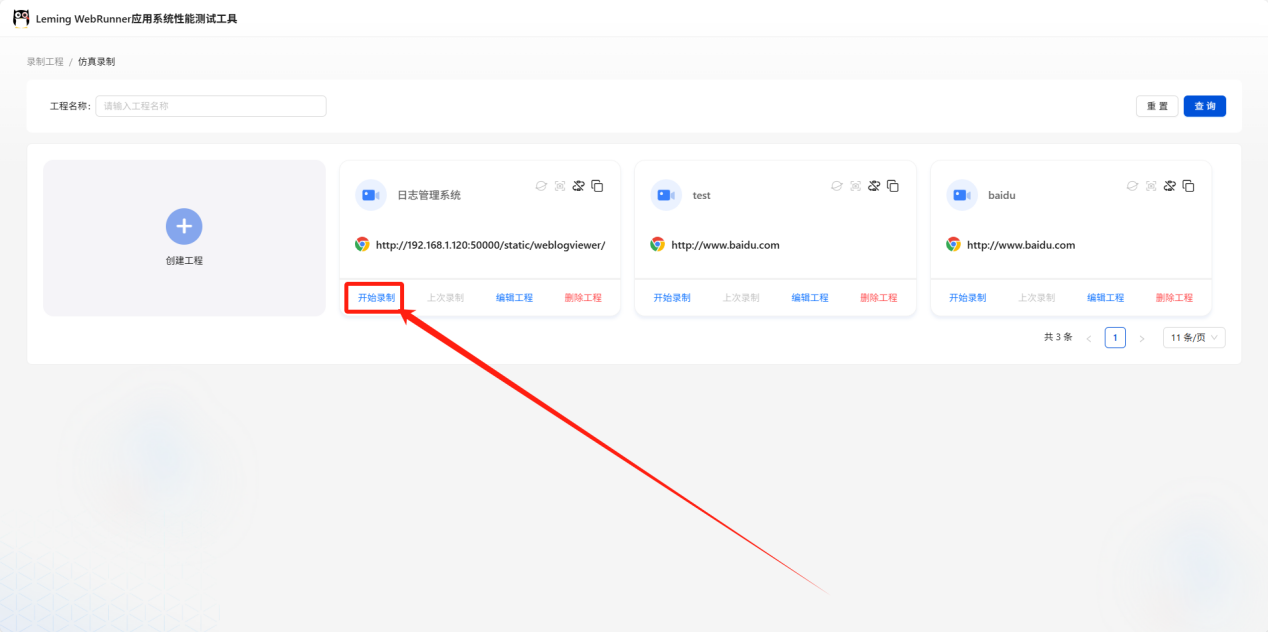 Leming WebRunner应用系统性能测试工具
录制工程 / 仿真录制
工程名称: 请输入工程名称 重 置 查 询
创建工程
日志管理系统
http://192.168.1.120:50000/static/weblogviewer/
开始录制 上次录制 编辑工程 删除工程
test
http://www.baidu.com
开始录制 上次录制 编辑工程 删除工程
baidu
http://www.baidu.com
开始录制 上次录制 编辑工程 删除工程
共 3 条 < 1 > 11 条/页